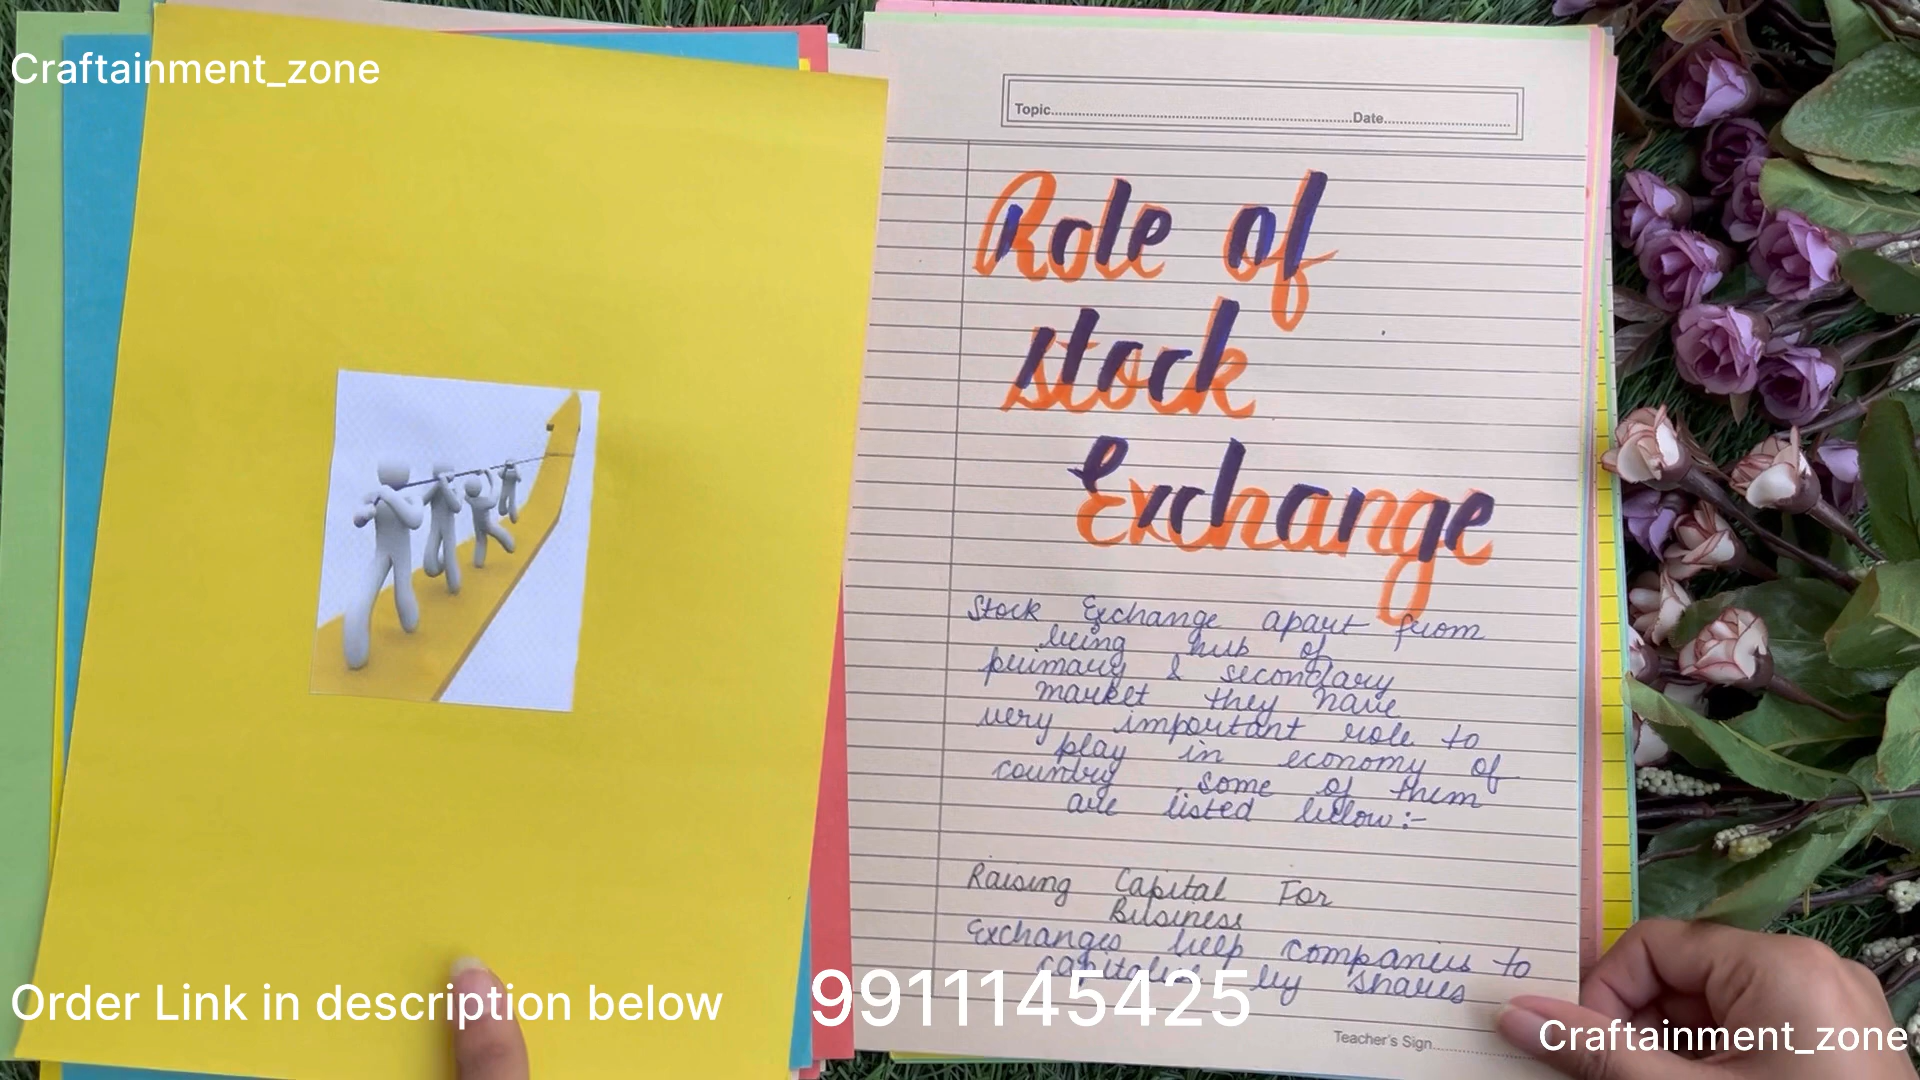 Craftainment_zone
Topic Date
Role of
stock
Exchange
Stock Exchange apart from
being hub of
primary & secondary
market they have
very important role to
play in economy of
country some of them
are listed below:-
Raising Capital For
Business
Exchanges help companies to
capitalise by shares
Teacher's Sign
Order Link in description below
9911145425
Craftainment_zone